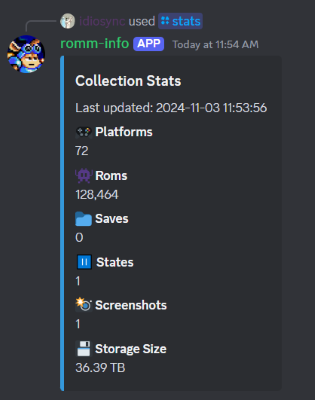 idiosync used stats
romm-info APP Today at 11:54 AM
Collection Stats
Last updated: 2024-11-03 11:53:56
Platforms
72
Roms
128,464
Saves
0
States
1
Screenshots
1
Storage Size
36.39 TB